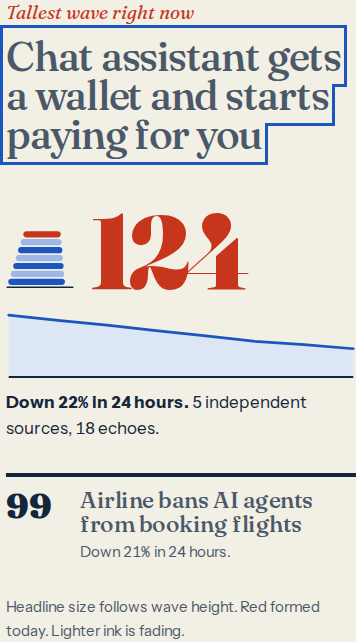 Tallest wave right now
Chat assistant gets
a wallet and starts
paying for you
124
Down 22% in 24 hours. 5 independent
sources, 18 echoes.
99
Airline bans AI agents
from booking flights
Down 21% in 24 hours.
Headline size follows wave height. Red formed
today. Lighter ink is fading.